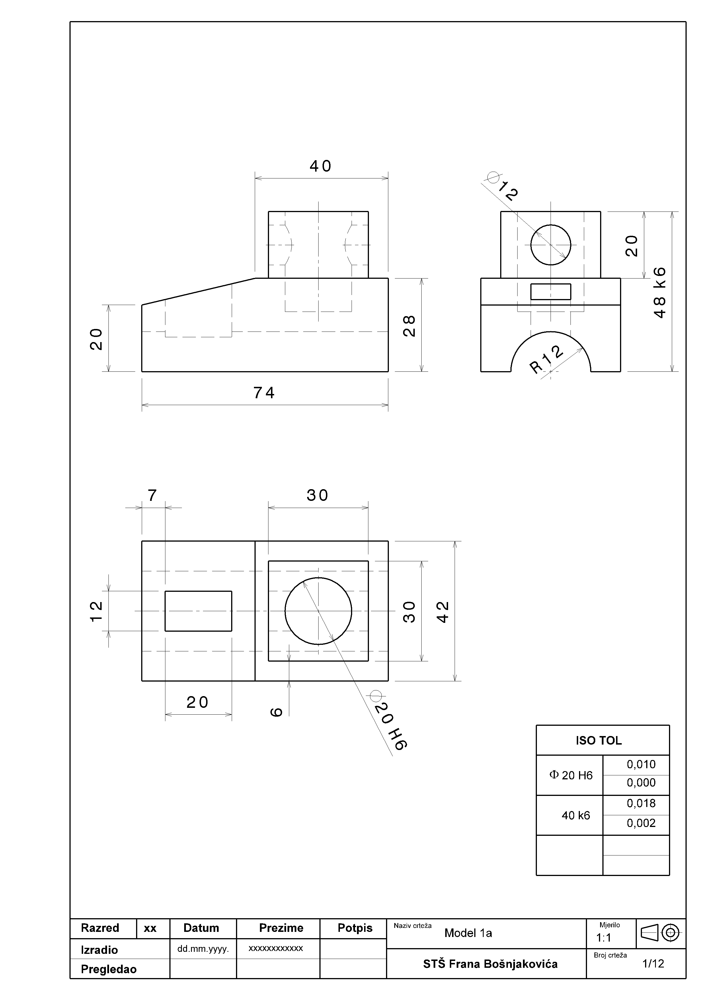 40
⌀12
20
48 k6
20
28
R12
74
7
30
12
30
42
20
6
⌀20 H6
ISO TOL
Φ 20 H6
0,010
0,000
40 k6
0,018
0,002
Razred xx Datum Prezime Potpis
Izradio dd.mm.yyyy. xxxxxxxxxxxx
Pregledao
Naziv crteža
Model 1a
Mjerilo
1:1
STŠ Frana Bošnjakovića
Broj crteža
1/12